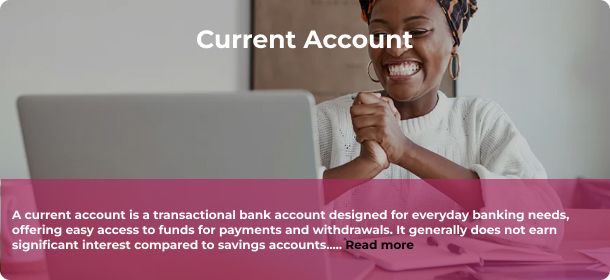 Current Account
A current account is a transactional bank account designed for everyday banking needs,
offering easy access to funds for payments and withdrawals. It generally does not earn
significant interest compared to savings accounts..... Read more